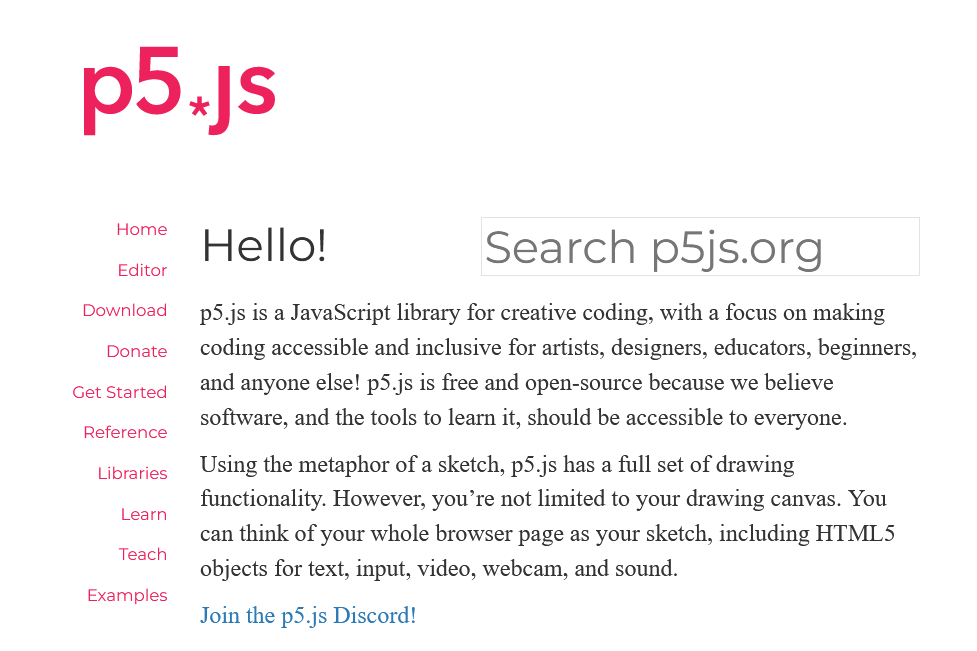 p5*js
Home
Editor
Download
Donate
Get Started
Reference
Libraries
Learn
Teach
Examples
Hello!
Search p5js.org
p5.js is a JavaScript library for creative coding, with a focus on making
coding accessible and inclusive for artists, designers, educators, beginners,
and anyone else! p5.js is free and open-source because we believe
software, and the tools to learn it, should be accessible to everyone.
Using the metaphor of a sketch, p5.js has a full set of drawing
functionality. However, you’re not limited to your drawing canvas. You
can think of your whole browser page as your sketch, including HTML5
objects for text, input, video, webcam, and sound.
Join the p5.js Discord!